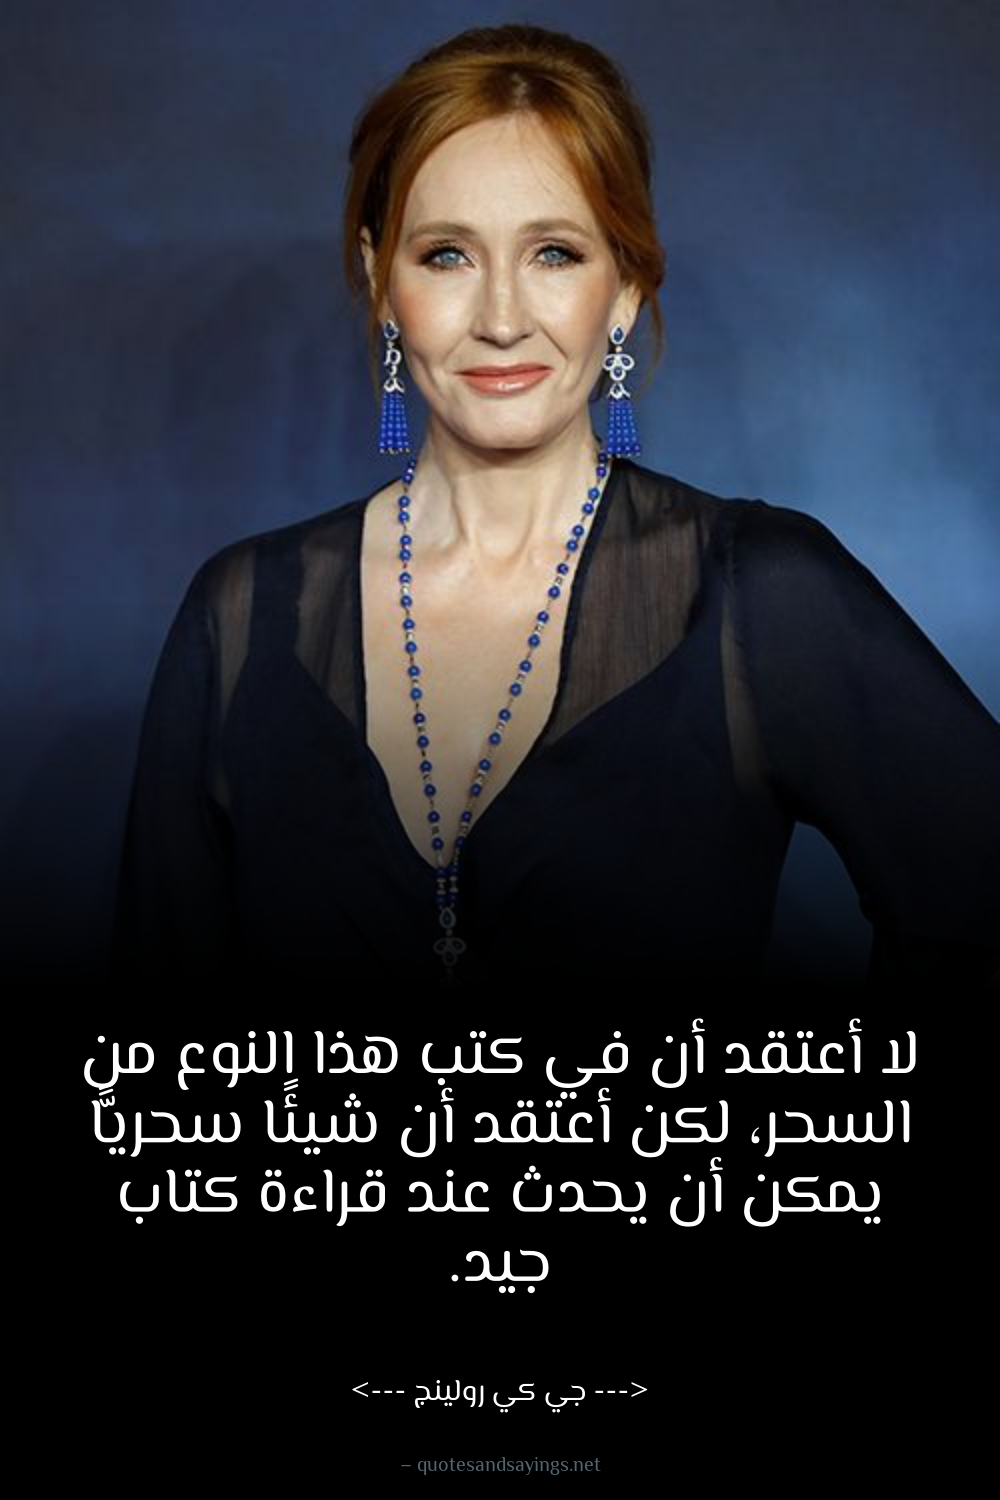 لا أعتقد أن في كتب هذا النوع من
السحر، لكن أعتقد أن شيئًا سحريًّا
يمكن أن يحدث عند قراءة كتاب
جيد.
<--- جي كي رولينج --->
– quotesandsayings.net